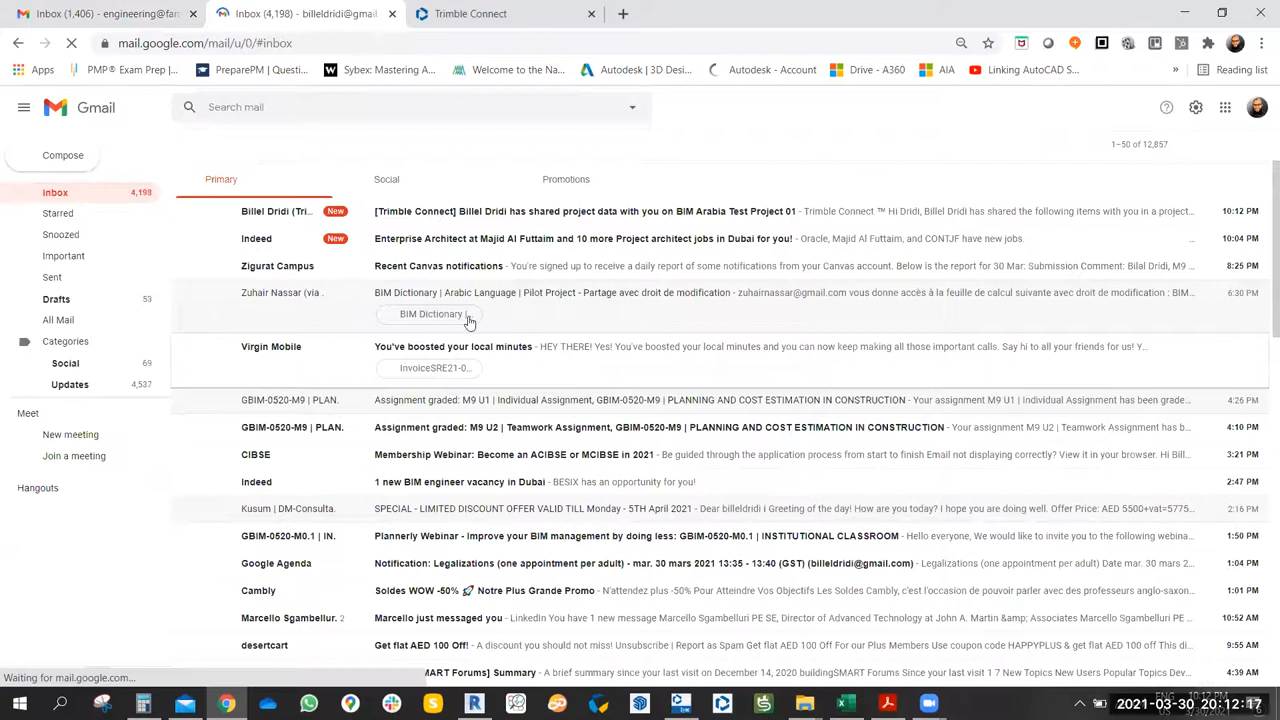 Inbox (1,406) - engineering@fam
Inbox (4,198) - billeldridi@gmail
Trimble Connect
mail.google.com/mail/u/0/#inbox
Apps
PMP® Exam Prep |...
PreparePM | Questi...
Sybex: Mastering A...
Welcome to the Na...
Autodesk | 3D Desi...
Autodesk - Account
Drive - A360
AIA
Linking AutoCAD S...
Reading list
Gmail
Search mail
1–50 of 12,857
Compose
Inbox 4,198
Starred
Snoozed
Important
Sent
Drafts 53
All Mail
Categories
Social 69
Updates 4,537
Meet
New meeting
Join a meeting
Hangouts
Primary Social Promotions
Billel Dridi (Tri... New [Trimble Connect] Billel Dridi has shared project data with you on BIM Arabia Test Project 01 - Trimble Connect ™ Hi Dridi, Billel Dridi has shared the following items with you in a project... 10:12 PM
Indeed New Enterprise Architect at Majid Al Futtaim and 10 more Project architect jobs in Dubai for you! - Oracle, Majid Al Futtaim, and CONTJF have new jobs. ... 10:04 PM
Zigurat Campus Recent Canvas notifications - You're signed up to receive a daily report of some notifications from your Canvas account. Below is the report for 30 Mar: Submission Comment: Bilal Dridi, M9 ... 8:25 PM
Zuhair Nassar (via . BIM Dictionary | Arabic Language | Pilot Project - Partage avec droit de modification - zuhairnassar@gmail.com vous donne accès à la feuille de calcul suivante avec droit de modification : BIM... 6:30 PM
BIM Dictionary |
Virgin Mobile You've boosted your local minutes - HEY THERE! Yes! You've boosted your local minutes and you can now keep making all those important calls. Say hi to all your friends for us! Y...
InvoiceSRE21-0...
GBIM-0520-M9 | PLAN. Assignment graded: M9 U1 | Individual Assignment, GBIM-0520-M9 | PLANNING AND COST ESTIMATION IN CONSTRUCTION - Your assignment M9 U1 | Individual Assignment has been grade... 4:26 PM
GBIM-0520-M9 | PLAN. Assignment graded: M9 U2 | Teamwork Assignment, GBIM-0520-M9 | PLANNING AND COST ESTIMATION IN CONSTRUCTION - Your assignment M9 U2 | Teamwork Assignment has b... 4:10 PM
CIBSE Membership Webinar: Become an ACIBSE or MCIBSE in 2021 - Be guided through the application process from start to finish Email not displaying correctly? View it in your browser. Hi Bill... 3:21 PM
Indeed 1 new BIM engineer vacancy in Dubai - BESIX has an opportunity for you! 2:47 PM
Kusum | DM-Consulta. SPECIAL - LIMITED DISCOUNT OFFER VALID TILL Monday - 5TH April 2021 - Dear billeldridi i Greeting of the day! How are you today? I hope you are doing well. Offer Price: AED 5500+vat=5775... 2:16 PM
GBIM-0520-M0.1 | IN. Plannerly Webinar - Improve your BIM management by doing less: GBIM-0520-M0.1 | INSTITUTIONAL CLASSROOM - Hello everyone, We would like to invite you to the following webina... 1:50 PM
Google Agenda Notification: Legalizations (one appointment per adult) - mar. 30 mars 2021 13:35 - 13:40 (GST) (billeldridi@gmail.com) - Legalizations (one appointment per adult) Date mar. 30 mars 2021 ... 1:04 PM
Cambly Soldes WOW -50% 🚀 Notre Plus Grande Promo - N'attendez plus -50% Pour Atteindre Vos Objectifs Les Soldes Cambly, c'est l'occasion de pouvoir parler avec des professeurs anglo-saxon... 1:01 PM
Marcello Sgambellur. 2 Marcello just messaged you - LinkedIn You have 1 new message Marcello Sgambelluri PE SE, Director of Advanced Technology at John A. Martin &amp; Associates Marcello Sgambelluri PE ... 10:52 AM
desertcart Get flat AED 100 Off! - A discount you should not miss! Unsubscribe | Report as Spam Get flat AED 100 Off! For our Plus Members Use coupon code HAPPYPLUS & get flat AED 100 off! This d... 9:55 AM
SMART Forums] Summary - A brief summary since your last visit on December 14, 2020 buildingSMART Forums Since your last visit 1 7 New Topics New Users Popular Topics Dev... 4:39 AM
Waiting for mail.google.com...
2021-03-30 20:12:17